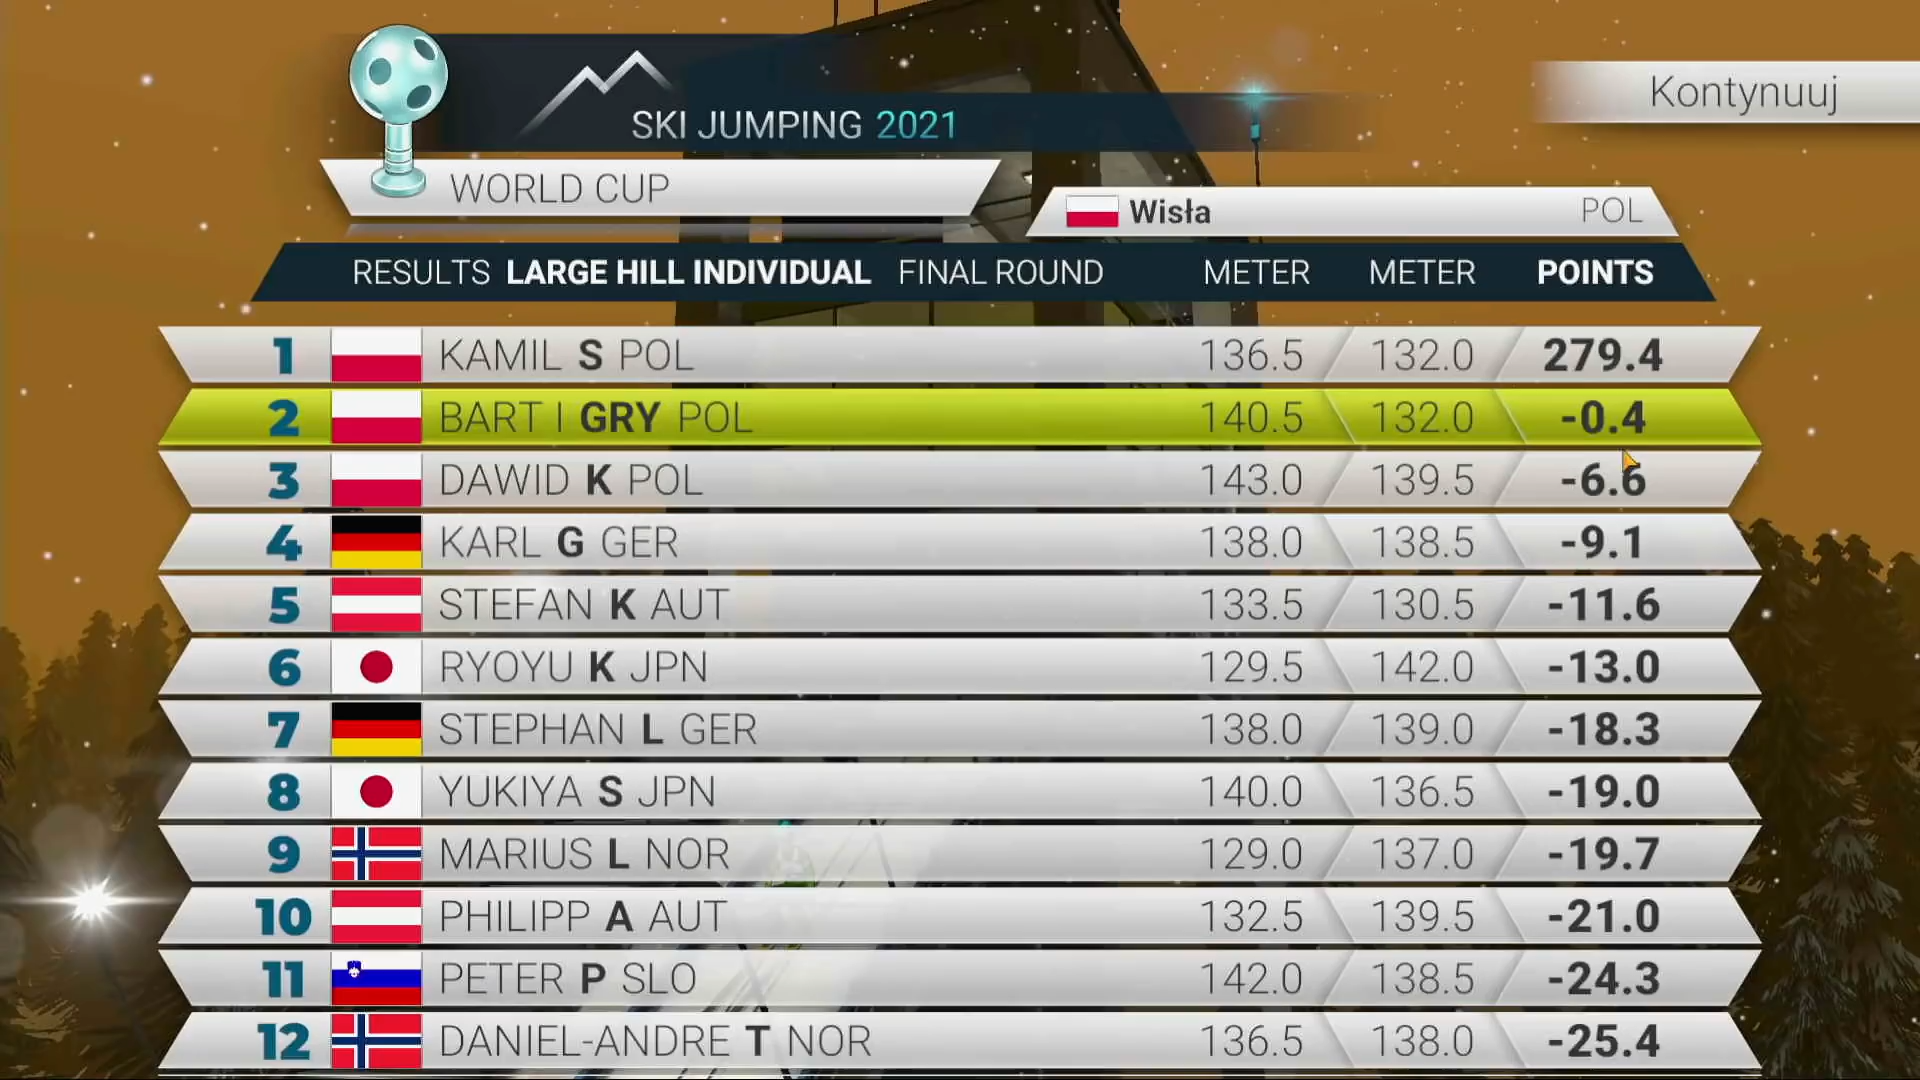 SKI JUMPING 2021
Kontynuuj
WORLD CUP
Wisła POL
RESULTS LARGE HILL INDIVIDUAL FINAL ROUND METER METER POINTS
1 KAMIL S POL 136.5 132.0 279.4
2 BART I GRY POL 140.5 132.0 -0.4
3 DAWID K POL 143.0 139.5 -6.6
4 KARL G GER 138.0 138.5 -9.1
5 STEFAN K AUT 133.5 130.5 -11.6
6 RYOYU K JPN 129.5 142.0 -13.0
7 STEPHAN L GER 138.0 139.0 -18.3
8 YUKIYA S JPN 140.0 136.5 -19.0
9 MARIUS L NOR 129.0 137.0 -19.7
10 PHILIPP A AUT 132.5 139.5 -21.0
11 PETER P SLO 142.0 138.5 -24.3
12 DANIEL-ANDRE T NOR 136.5 138.0 -25.4